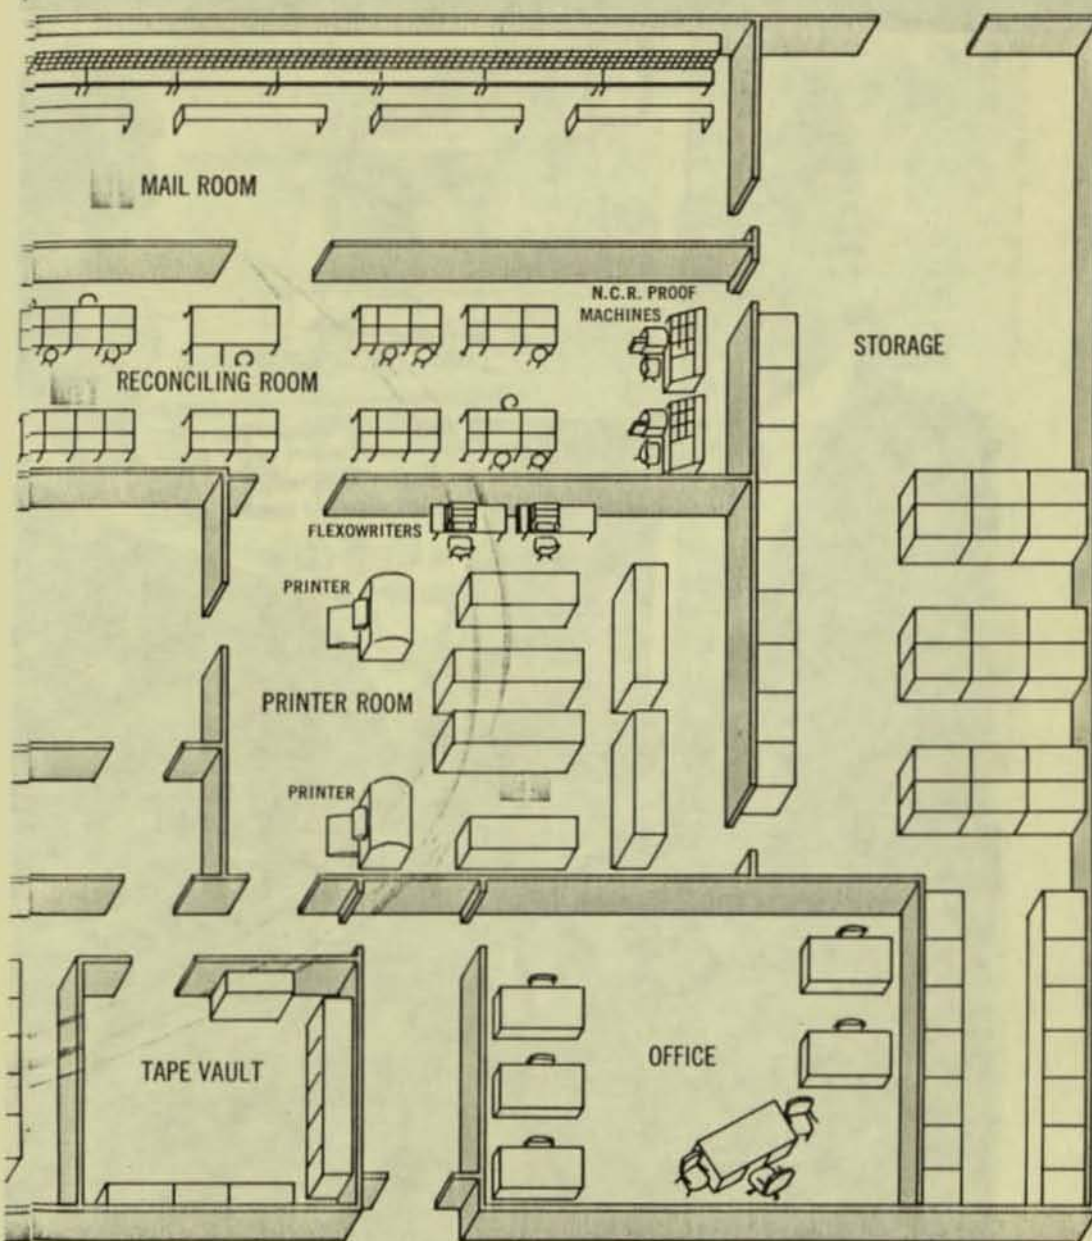 MAIL ROOM
N.C.R. PROOF
MACHINES
STORAGE
RECONCILING ROOM
FLEXOWRITERS
PRINTER
PRINTER ROOM
PRINTER
TAPE VAULT
OFFICE